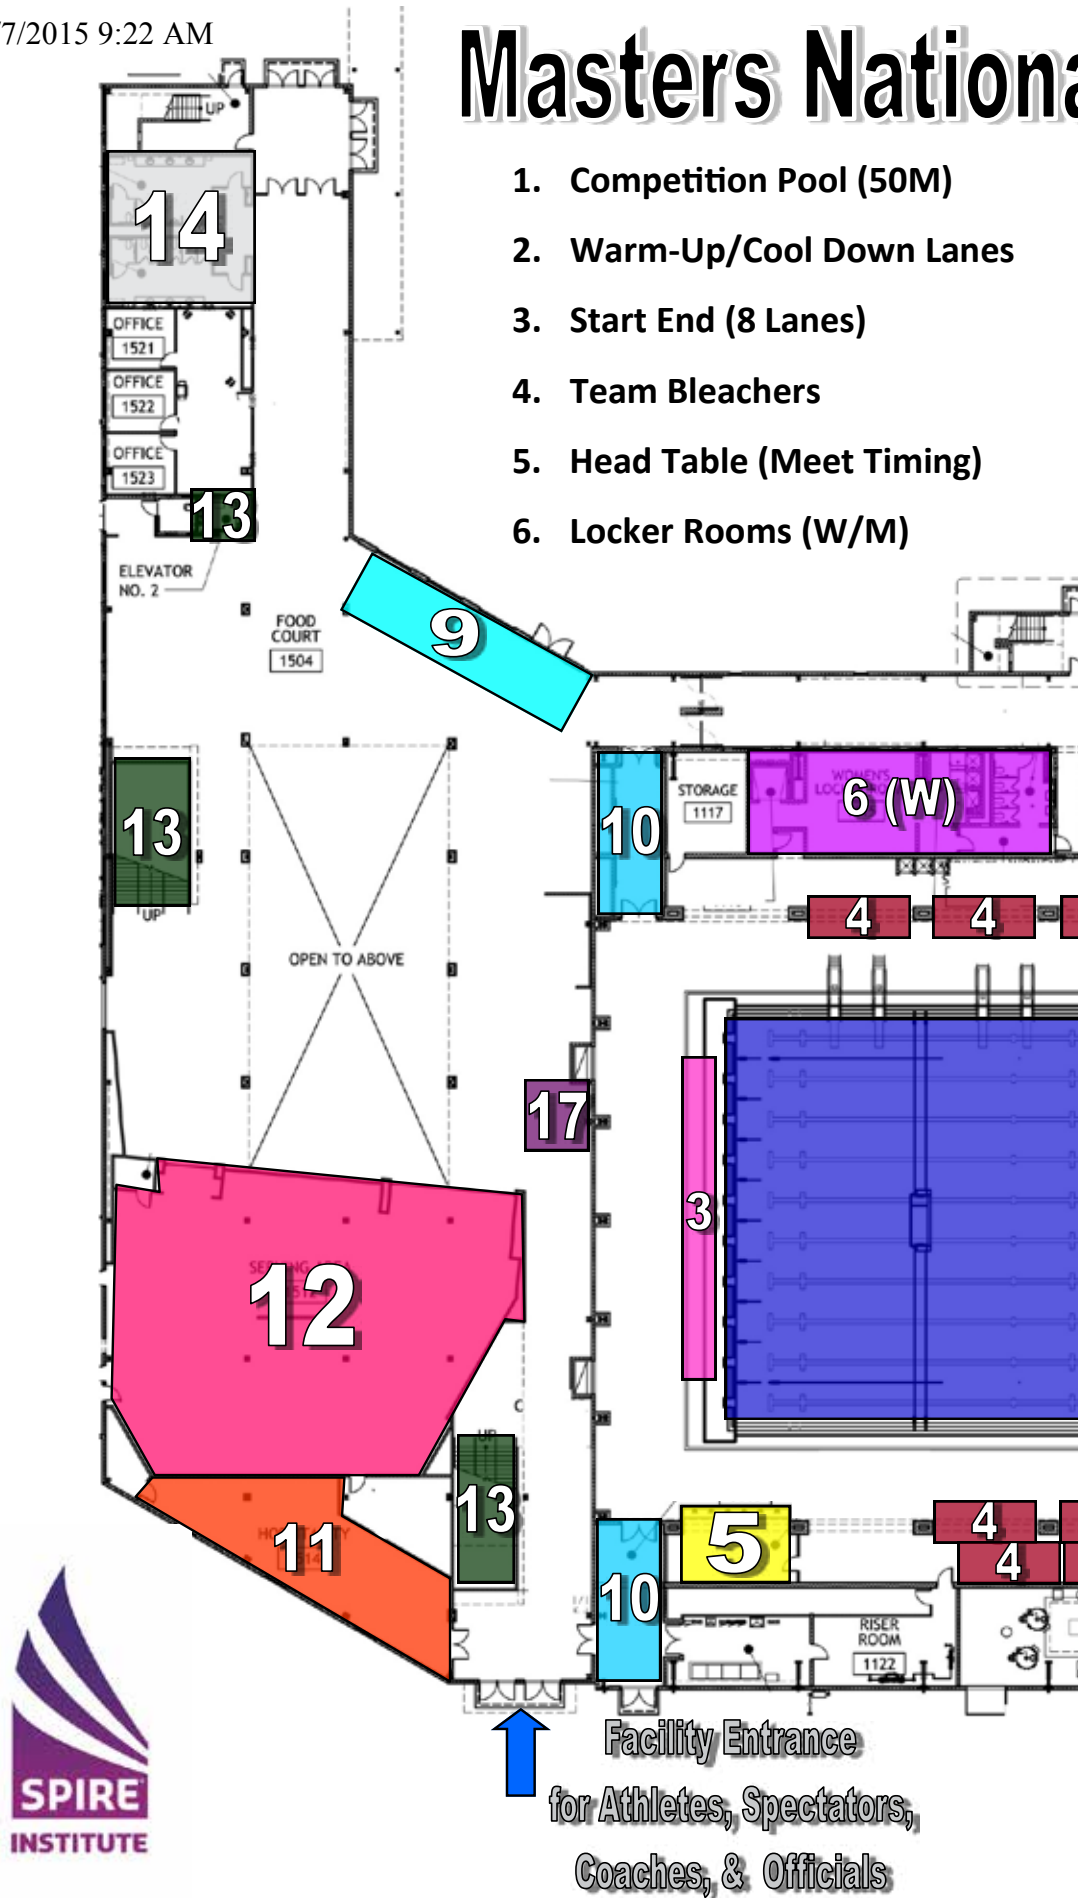 /7/2015 9:22 AM
Masters Nationa
1. Competition Pool (50M)
2. Warm-Up/Cool Down Lanes
3. Start End (8 Lanes)
4. Team Bleachers
5. Head Table (Meet Timing)
6. Locker Rooms (W/M)
UP
14
OFFICE
1521
OFFICE
1522
OFFICE
1523
13
ELEVATOR
NO. 2
FOOD
COURT
1504
9
13
UP
10
STORAGE
1117
WOMEN'S
6 (W)
4
4
OPEN TO ABOVE
17
3
12
UP
13
11
10
5
4
4
RISER
ROOM
1122
Facility Entrance
for Athletes, Spectators,
Coaches, & Officials
SPIRE
INSTITUTE